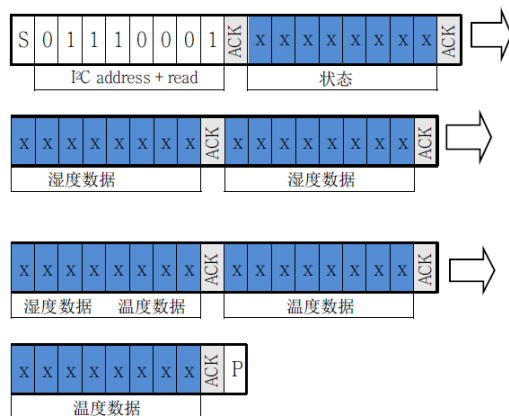 S 0 1 1 1 0 0 0 1 ACK x x x x x x x x ACK
I²C address + read 状态
x x x x x x x x ACK x x x x x x x x ACK
湿度数据 湿度数据
x x x x x x x x ACK x x x x x x x x ACK
湿度数据 温度数据 温度数据
x x x x x x x x ACK P
温度数据